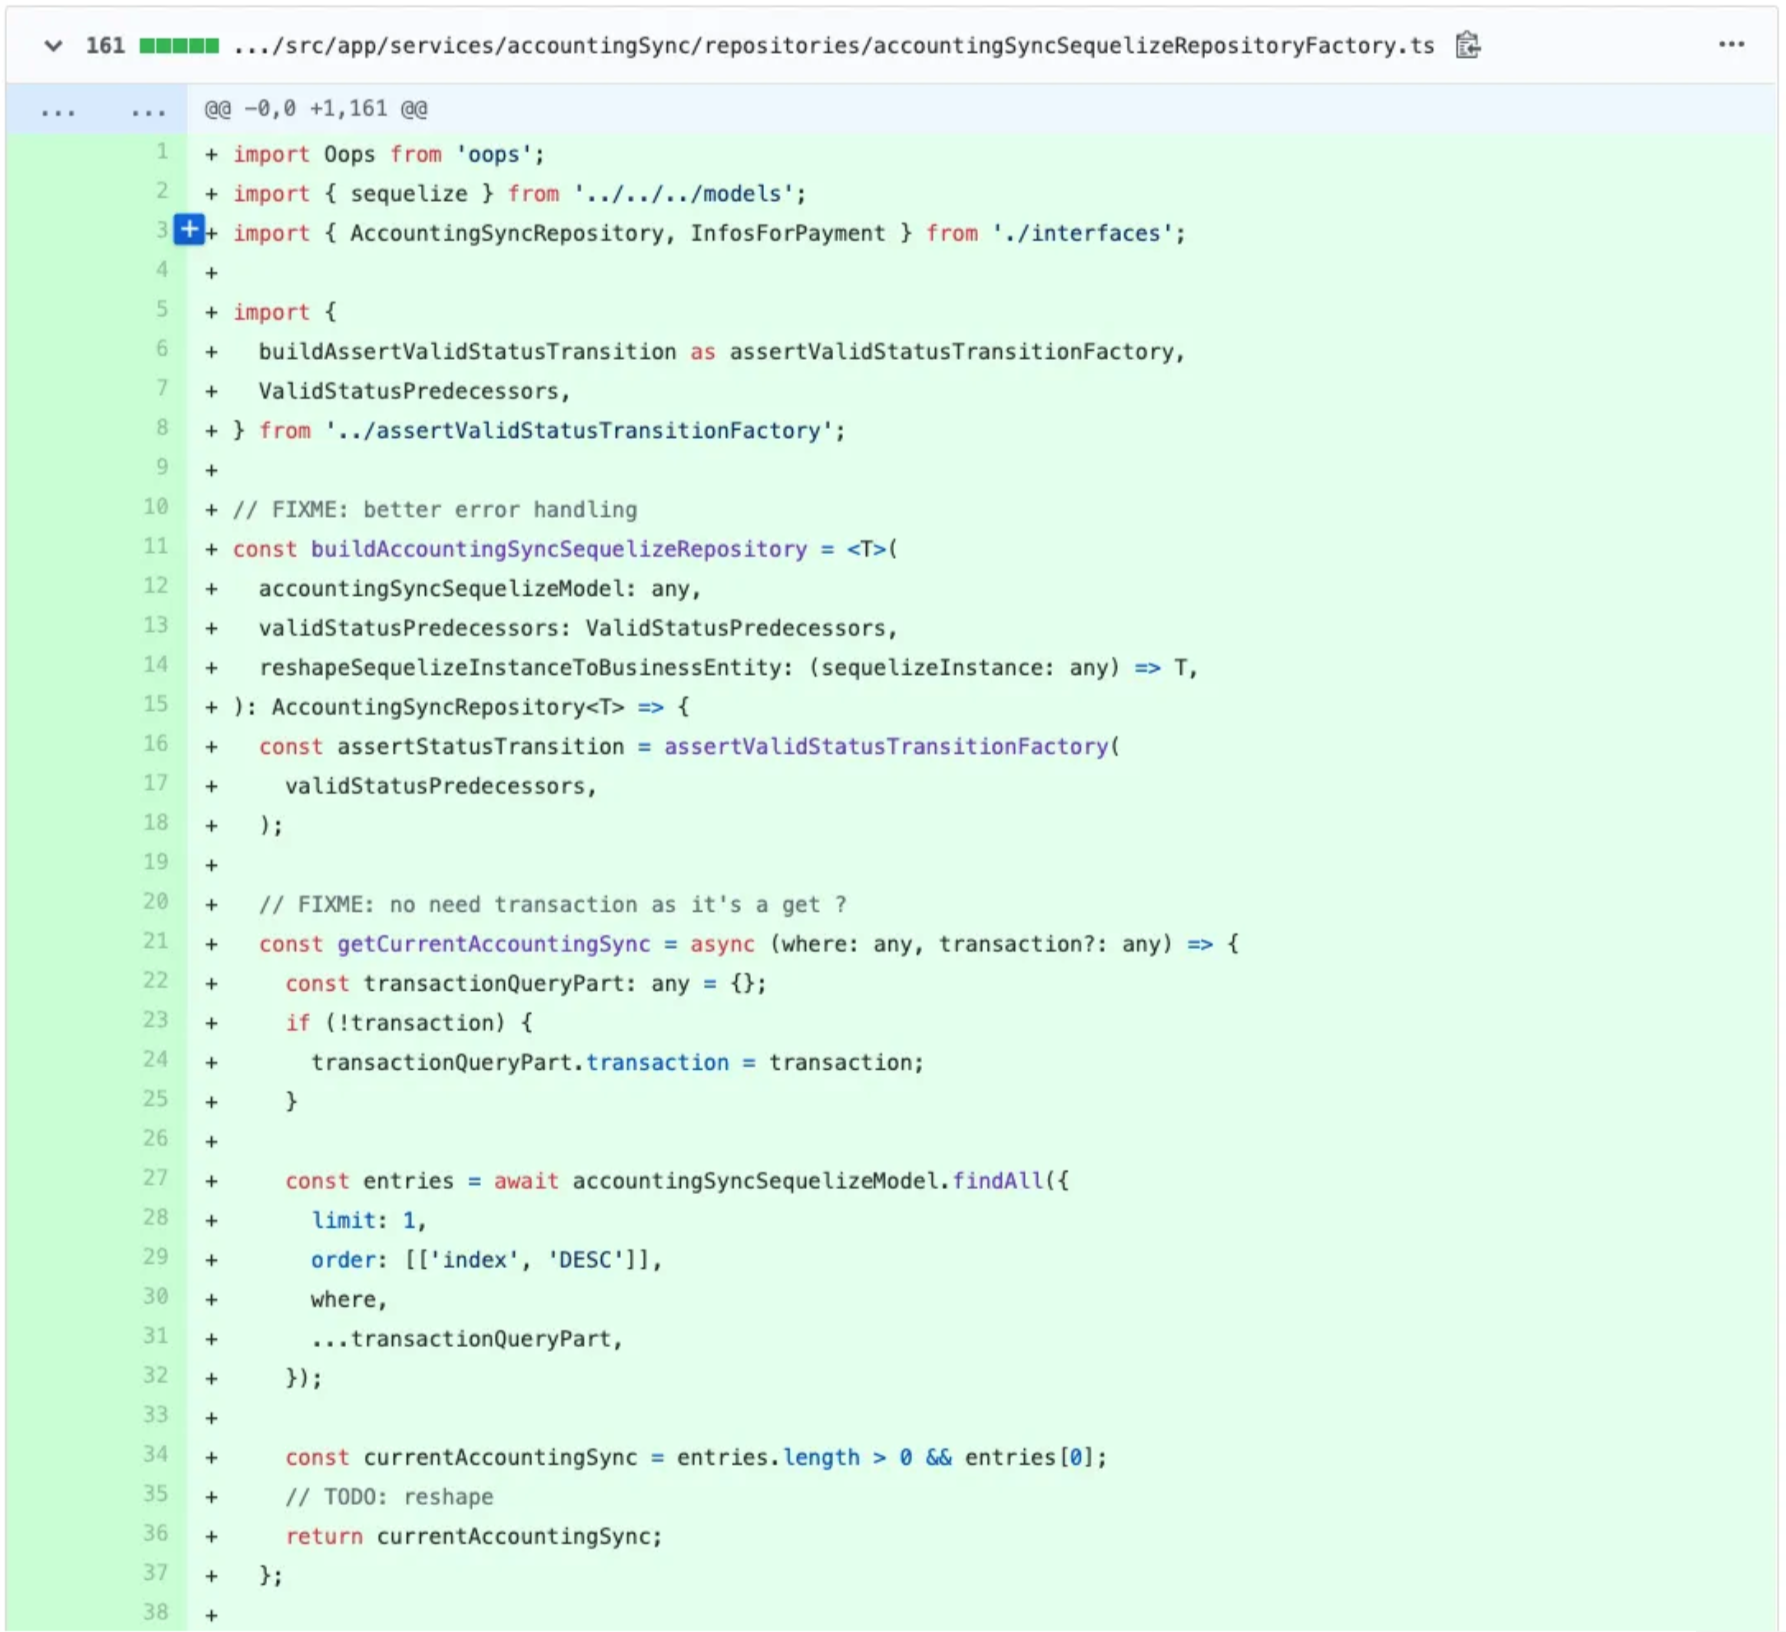 161 .../src/app/services/accountingSync/repositories/accountingSyncSequelizeRepositoryFactory.ts ...
... ... @@ -0,0 +1,161 @@
1 + import Oops from 'oops';
2 + import { sequelize } from '../../../models';
3 + + import { AccountingSyncRepository, InfosForPayment } from './interfaces';
4 +
5 + import {
6 +   buildAssertValidStatusTransition as assertValidStatusTransitionFactory,
7 +   ValidStatusPredecessors,
8 + } from '../assertValidStatusTransitionFactory';
9 +
10 + // FIXME: better error handling
11 + const buildAccountingSyncSequelizeRepository = <T>(
12 +   accountingSyncSequelizeModel: any,
13 +   validStatusPredecessors: ValidStatusPredecessors,
14 +   reshapeSequelizeInstanceToBusinessEntity: (sequelizeInstance: any) => T,
15 + ): AccountingSyncRepository<T> => {
16 +   const assertStatusTransition = assertValidStatusTransitionFactory(
17 +     validStatusPredecessors,
18 +   );
19 +
20 +   // FIXME: no need transaction as it's a get ?
21 +   const getCurrentAccountingSync = async (where: any, transaction?: any) => {
22 +     const transactionQueryPart: any = {};
23 +     if (!transaction) {
24 +       transactionQueryPart.transaction = transaction;
25 +     }
26 +
27 +     const entries = await accountingSyncSequelizeModel.findAll({
28 +       limit: 1,
29 +       order: [['index', 'DESC']],
30 +       where,
31 +       ...transactionQueryPart,
32 +     });
33 +
34 +     const currentAccountingSync = entries.length > 0 && entries[0];
35 +     // TODO: reshape
36 +     return currentAccountingSync;
37 +   };
38 +